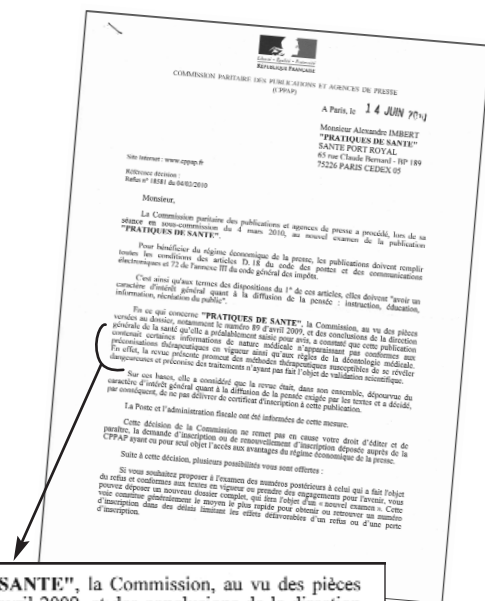 Liberté • Égalité • Fraternité
RÉPUBLIQUE FRANÇAISE
COMMISSION PARITAIRE DES PUBLICATIONS ET AGENCES DE PRESSE
(CPPAP)
A Paris, le 14 JUIN
Monsieur Alexandre IMBERT
"PRATIQUES DE SANTE"
SANTE PORT ROYAL
65 rue Claude Bernard - BP 189
75226 PARIS CEDEX 05
Site Internet : www.cppap.fr
Référence décision :
Refus n° 18581 du 04/03/2010
Monsieur,
La Commission paritaire des publications et agences de presse a procédé, lors de sa
séance en sous-commission du 4 mars 2010, au nouvel examen de la publication
"PRATIQUES DE SANTE".
Pour bénéficier du régime économique de la presse, les publications doivent remplir
toutes les conditions des articles D. 18 du code des postes et des communications
électroniques et 72 de l'annexe III du code général des impôts.
C'est ainsi qu'aux termes des dispositions du 1° de ces articles, elles doivent "avoir un
caractère d'intérêt général quant à la diffusion de la pensée : instruction, éducation,
information, récréation du public".
En ce qui concerne "PRATIQUES DE SANTE", la Commission, au vu des pièces
versées au dossier, notamment le numéro 89 d'avril 2009, et des conclusions de la direction
générale de la santé qu'elle a préalablement saisie pour avis, a constaté que cette publication
contenait certaines informations de nature médicale n'apparaissant pas conformes aux
préconisations thérapeutiques en vigueur ainsi qu'aux règles de la déontologie médicale.
En effet, la revue présente promeut des méthodes thérapeutiques susceptibles de se révéler
dangereuses et préconise des traitements n'ayant pas fait l'objet de validation scientifique.
Sur ces bases, elle a considéré que la revue était, dans son ensemble, dépourvue du
caractère d'intérêt général quant à la diffusion de la pensée exigée par les textes et a décidé,
par conséquent, de ne pas délivrer de certificat d'inscription à cette publication.
La Poste et l'administration fiscale ont été informées de cette mesure.
Cette décision de la Commission ne remet pas en cause votre droit d'éditer et de
paraître, la demande d'inscription ou de renouvellement d'inscription déposée auprès de la
CPPAP ayant eu pour seul objet l'accès aux avantages du régime économique de la presse.
Suite à cette décision, plusieurs possibilités vous sont offertes :
Si vous souhaitez proposer à l'examen des numéros postérieurs à celui qui a fait l'objet
du refus et conformes aux textes en vigueur ou prendre des engagements pour l'avenir, vous
pouvez déposer un nouveau dossier complet, qui fera l'objet d'un « nouvel examen ». Cette
voie constitue généralement le moyen le plus rapide pour obtenir ou retrouver un numéro
d'inscription dans des délais limitant les effets défavorables d'un refus ou d'une perte
d'inscription.
SANTE", la Commission, au vu des pièces